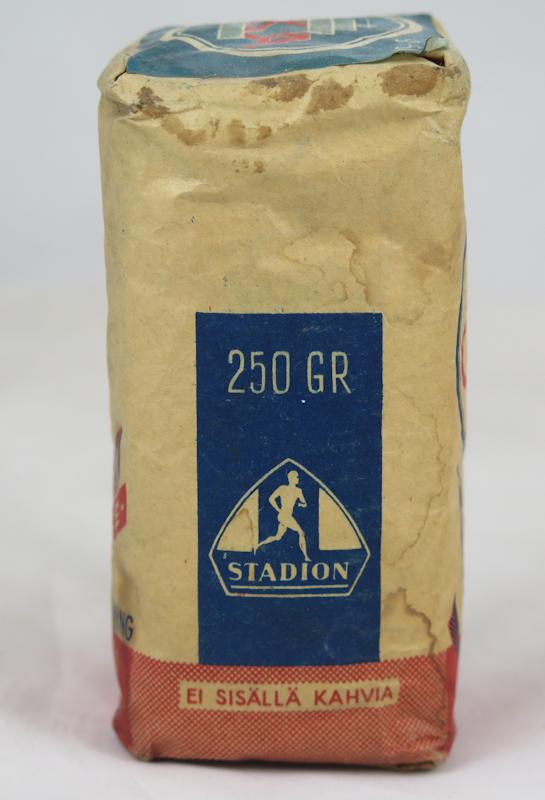 250 GR
STADION
EI SISÄLLÄ KAHVIA